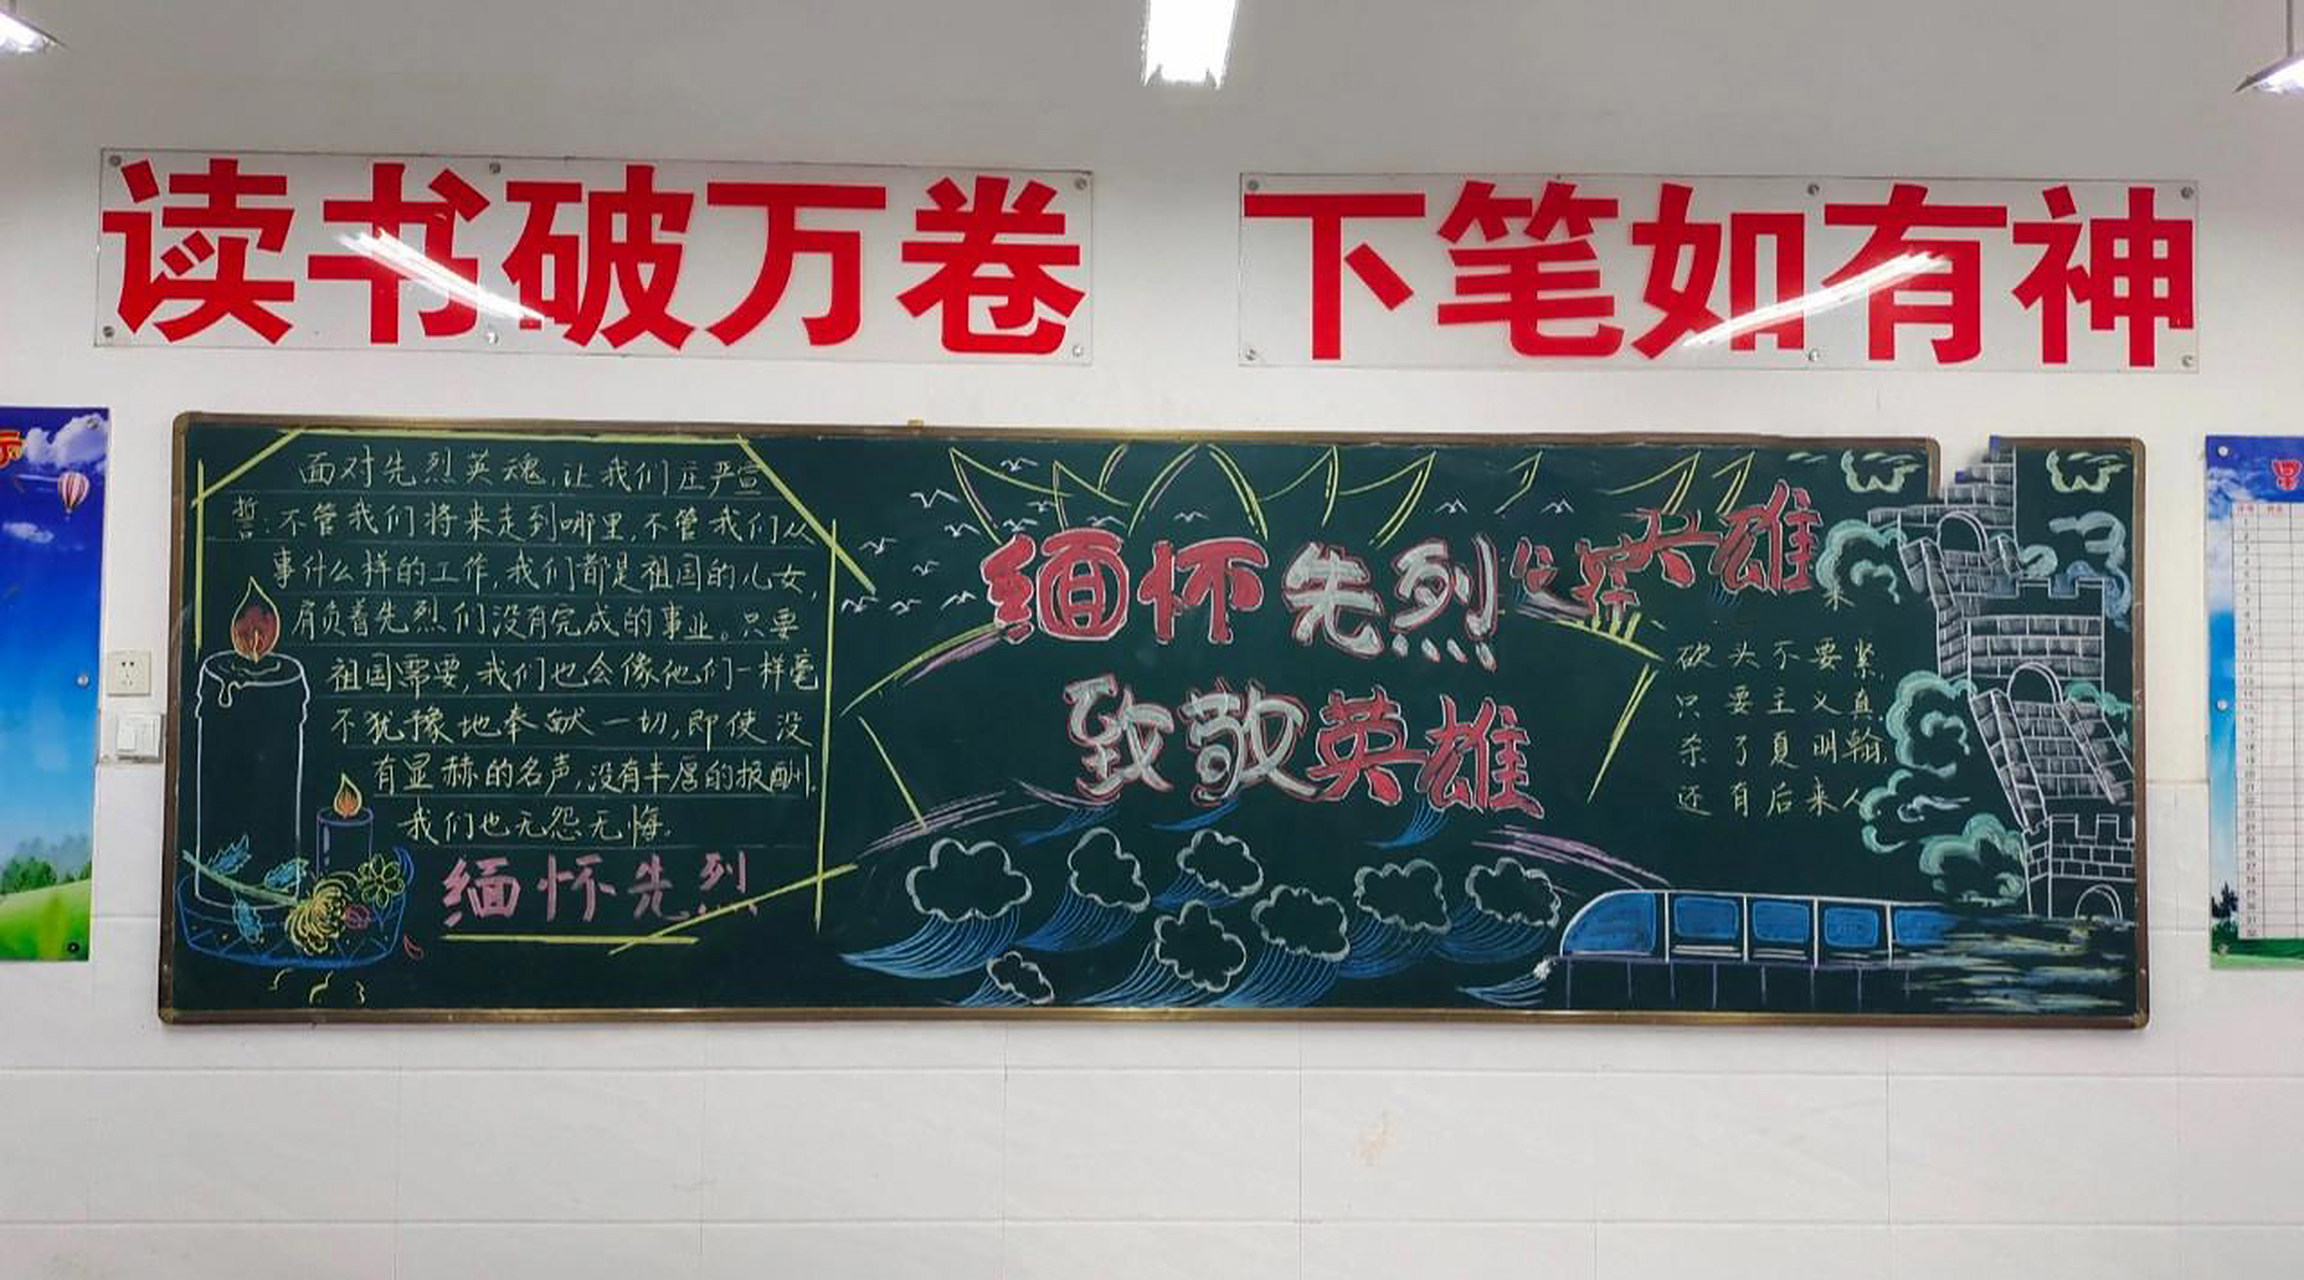 读书破万卷
下笔如有神
面对先烈英魂,让我们庄严宣
誓:不管我们将来走到哪里,不管我们从
事什么样的工作,我们都是祖国的儿女,
肩负着先烈们没有完成的事业。只要
祖国需要,我们也会像他们一样毫
不犹豫地奉献一切,即使没
有显赫的名声,没有丰厚的报酬,
我们也无怨无悔.
缅怀先烈
缅怀先烈
致敬英雄
雄
砍头不要紧,
只要主义真.
杀了夏明翰,
还有后来人